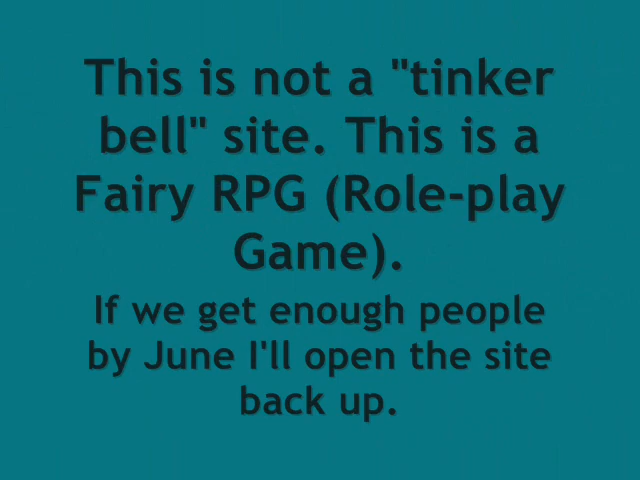 This is not a "tinker
bell" site. This is a
Fairy RPG (Role-play
Game).
If we get enough people
by June I'll open the site
back up.